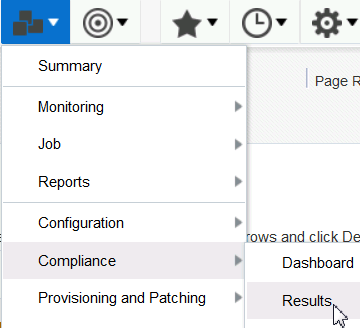 Summary
Page R
Monitoring
Job
Reports
Configuration
rows and click De
Compliance
Dashboard
Provisioning and Patching
Results